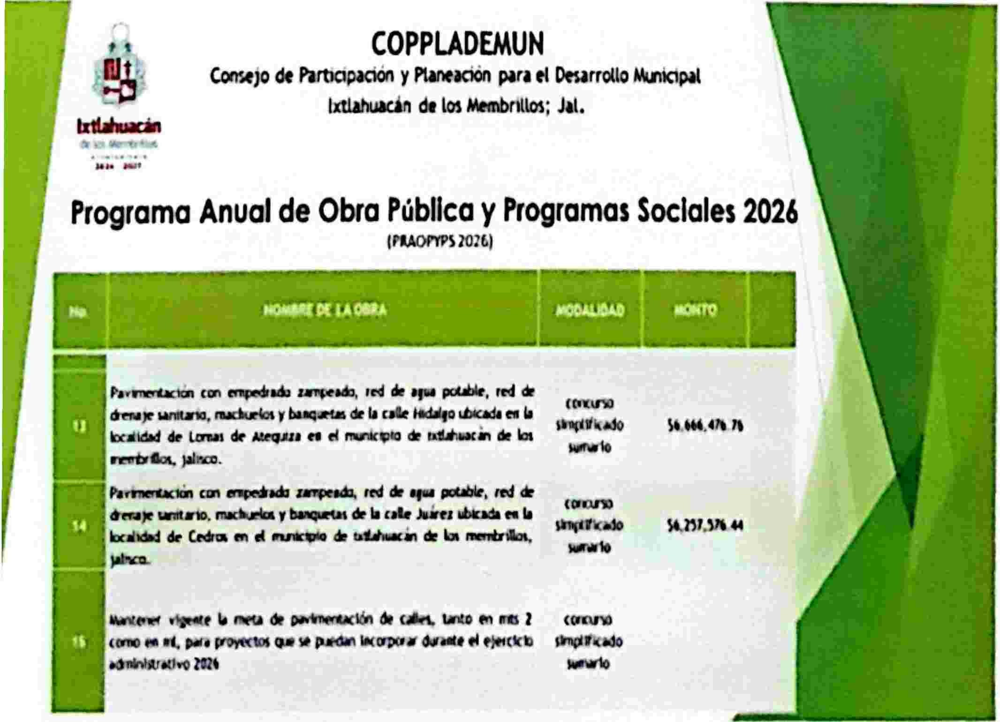 COPPLADEMUN
Consejo de Participación y Planeación para el Desarrollo Municipal
Ixtlahuacán de los Membrillos; Jal.
Ixtlahuacán
de los Membrillos
2024 2027
Programa Anual de Obra Pública y Programas Sociales 2026
(PRAOPYPS 2026)
No. NOMBRE DE LA OBRA MODALIDAD MONTO
13
Pavimentación con empedrado zampeado, red de agua potable, red de
drenaje sanitario, machuelos y banquetas de la calle Hidalgo ubicada en la
localidad de Lomas de Atequiza en el municipio de ixtlahuacán de los
membrillos, jalisco.
concurso
simplificado
sumario
$6,666,476.76
14
Pavimentación con empedrado zampeado, red de agua potable, red de
drenaje sanitario, machuelos y banquetas de la calle Juárez ubicada en la
localidad de Cedros en el municipio de ixtlahuacán de los membrillos,
jalisco.
concurso
simplificado
sumario
$6,257,576.44
15
Mantener vigente la meta de pavimentación de calles, tanto en mts 2
como en ml, para proyectos que se puedan incorporar durante el ejercicio
administrativo 2026
concurso
simplificado
sumario